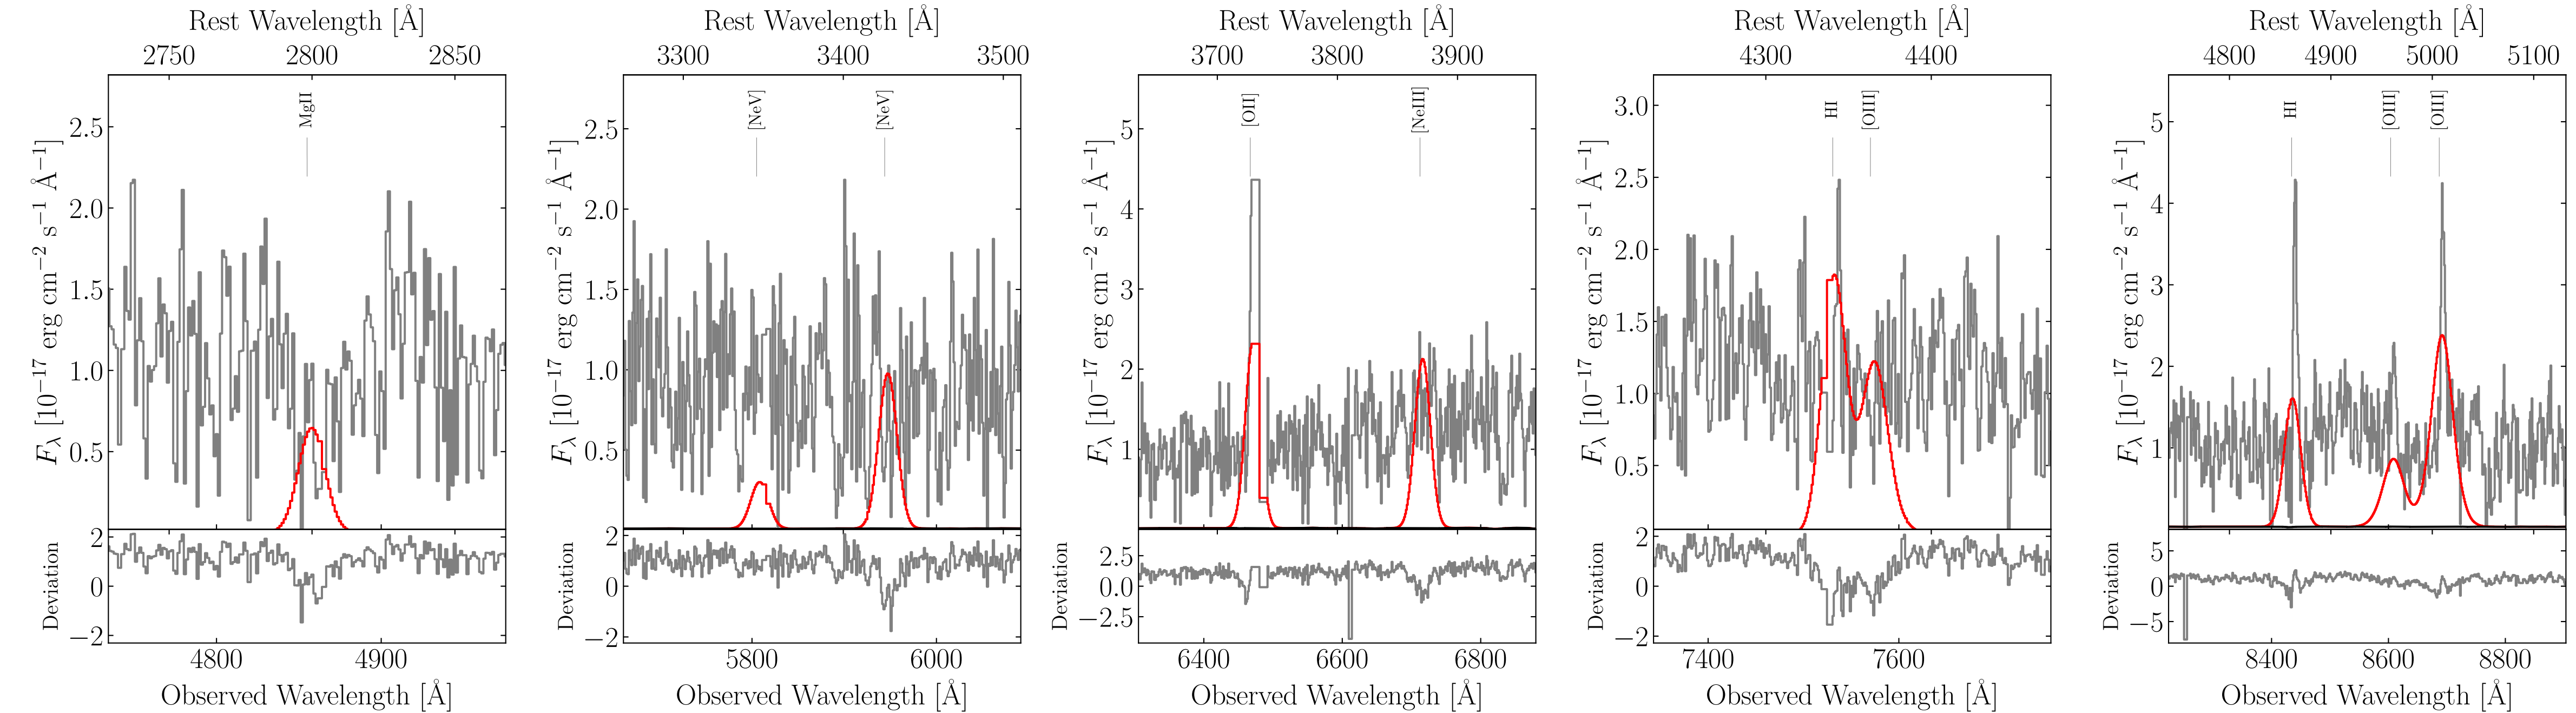 Rest Wavelength [Å] Rest Wavelength [Å] Rest Wavelength [Å] Rest Wavelength [Å] Rest Wavelength [Å]
2750 2800 2850 3300 3400 3500 3700 3800 3900 4300 4400 4800 4900 5000 5100
MgII [NeV] [NeV] [OII] [NeIII] HI [OIII] HI [OIII] [OIII]
F_λ [10^−17 erg cm^−2 s^−1 Å^−1]
2.5
2.0
1.5
1.0
0.5
F_λ [10^−17 erg cm^−2 s^−1 Å^−1]
2.5
2.0
1.5
1.0
0.5
F_λ [10^−17 erg cm^−2 s^−1 Å^−1]
5
4
3
2
1
F_λ [10^−17 erg cm^−2 s^−1 Å^−1]
3.0
2.5
2.0
1.5
1.0
0.5
F_λ [10^−17 erg cm^−2 s^−1 Å^−1]
5
4
3
2
1
Deviation
2
0
−2
Deviation
2
0
−2
Deviation
2.5
0.0
−2.5
Deviation
2
0
−2
Deviation
5
0
−5
4800 4900 5800 6000 6400 6600 6800 7400 7600 8400 8600 8800
Observed Wavelength [Å] Observed Wavelength [Å] Observed Wavelength [Å] Observed Wavelength [Å] Observed Wavelength [Å]